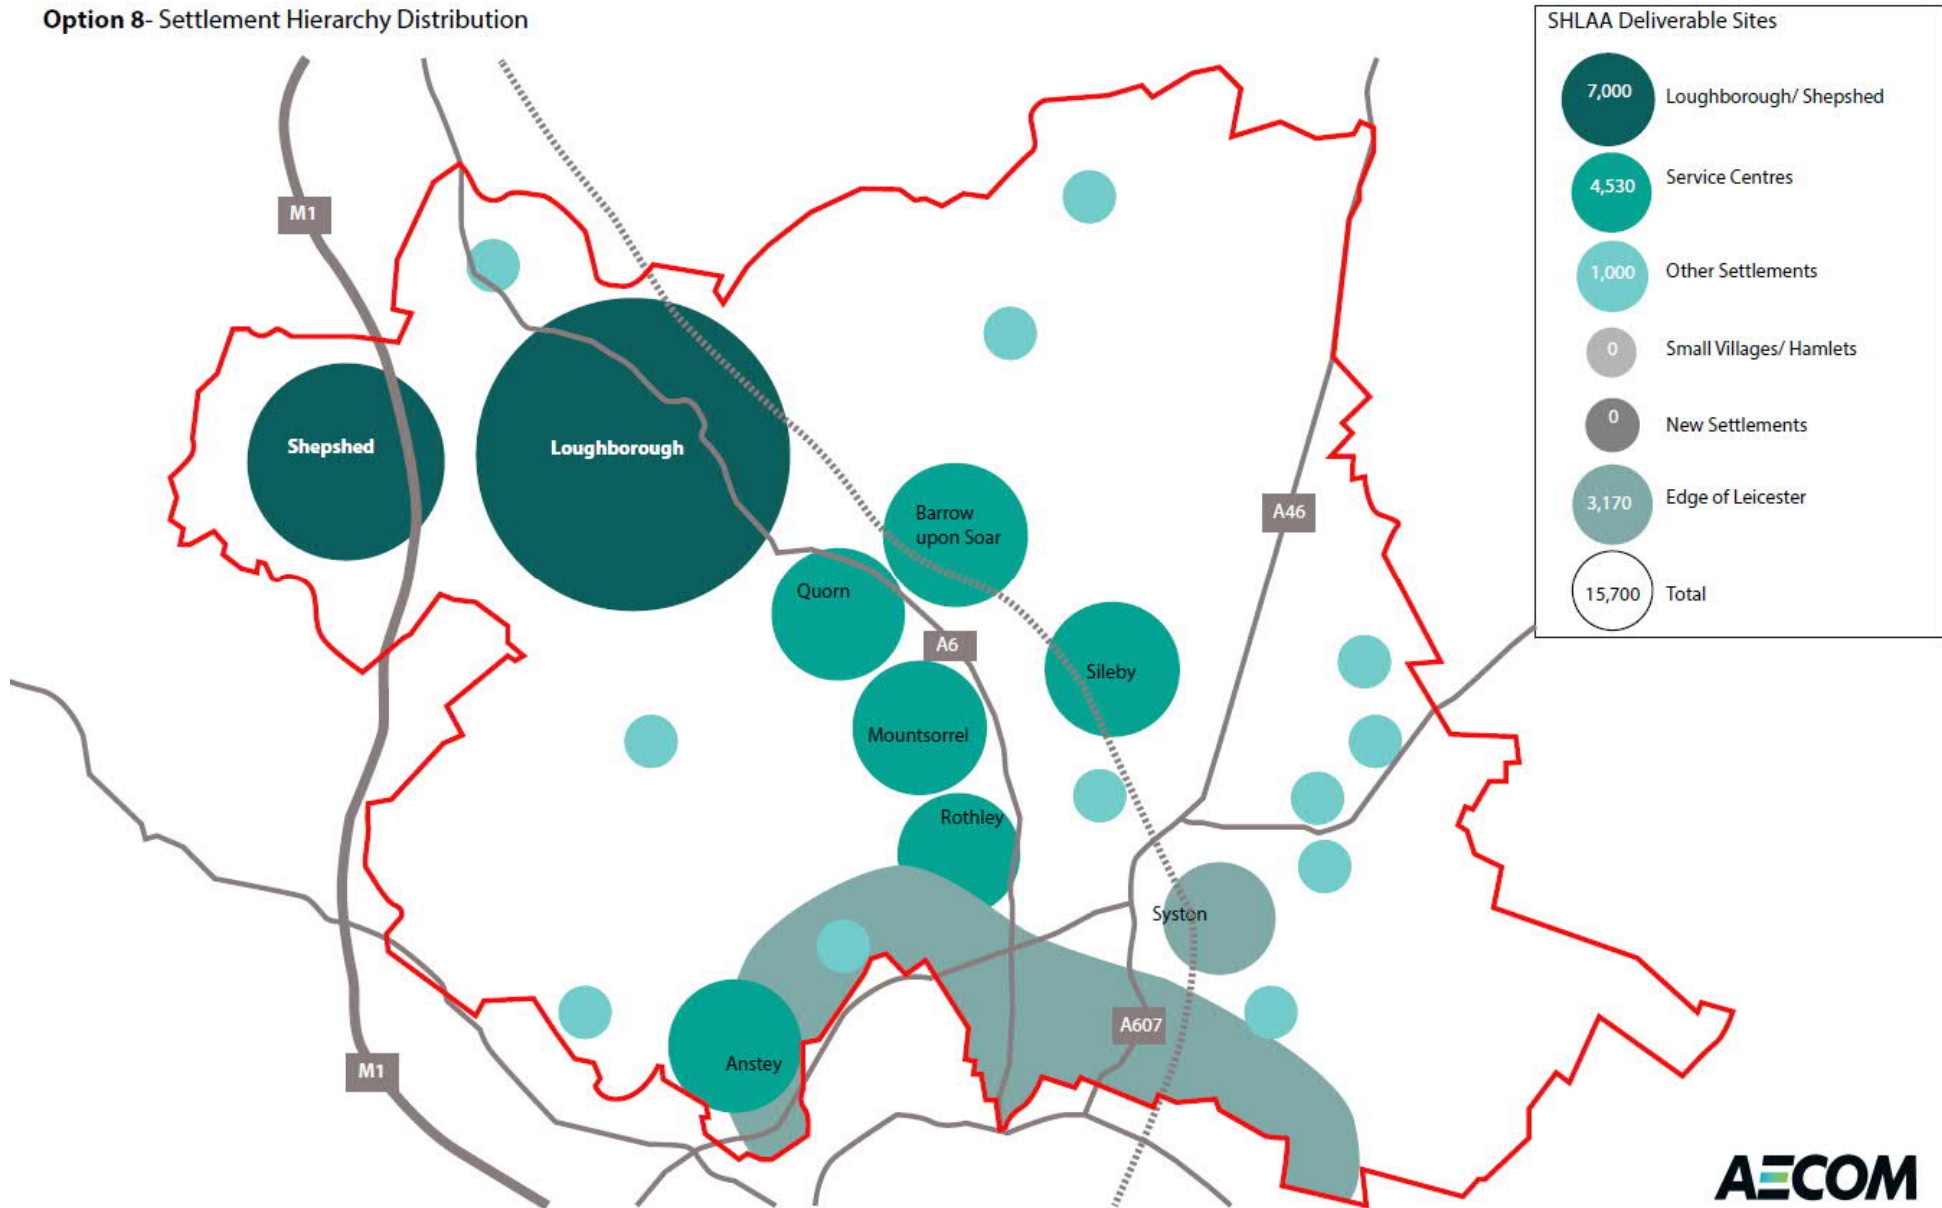 Option 8- Settlement Hierarchy Distribution
SHLAA Deliverable Sites
7,000
Loughborough/ Shepshed
4,530
Service Centres
1,000
Other Settlements
0
Small Villages/ Hamlets
0
New Settlements
3,170
Edge of Leicester
15,700
Total
M1
Shepshed
Loughborough
Barrow
upon Soar
A46
Quorn
A6
Sileby
Mountsorrel
Rothley
Syston
A607
Anstey
M1
AECOM